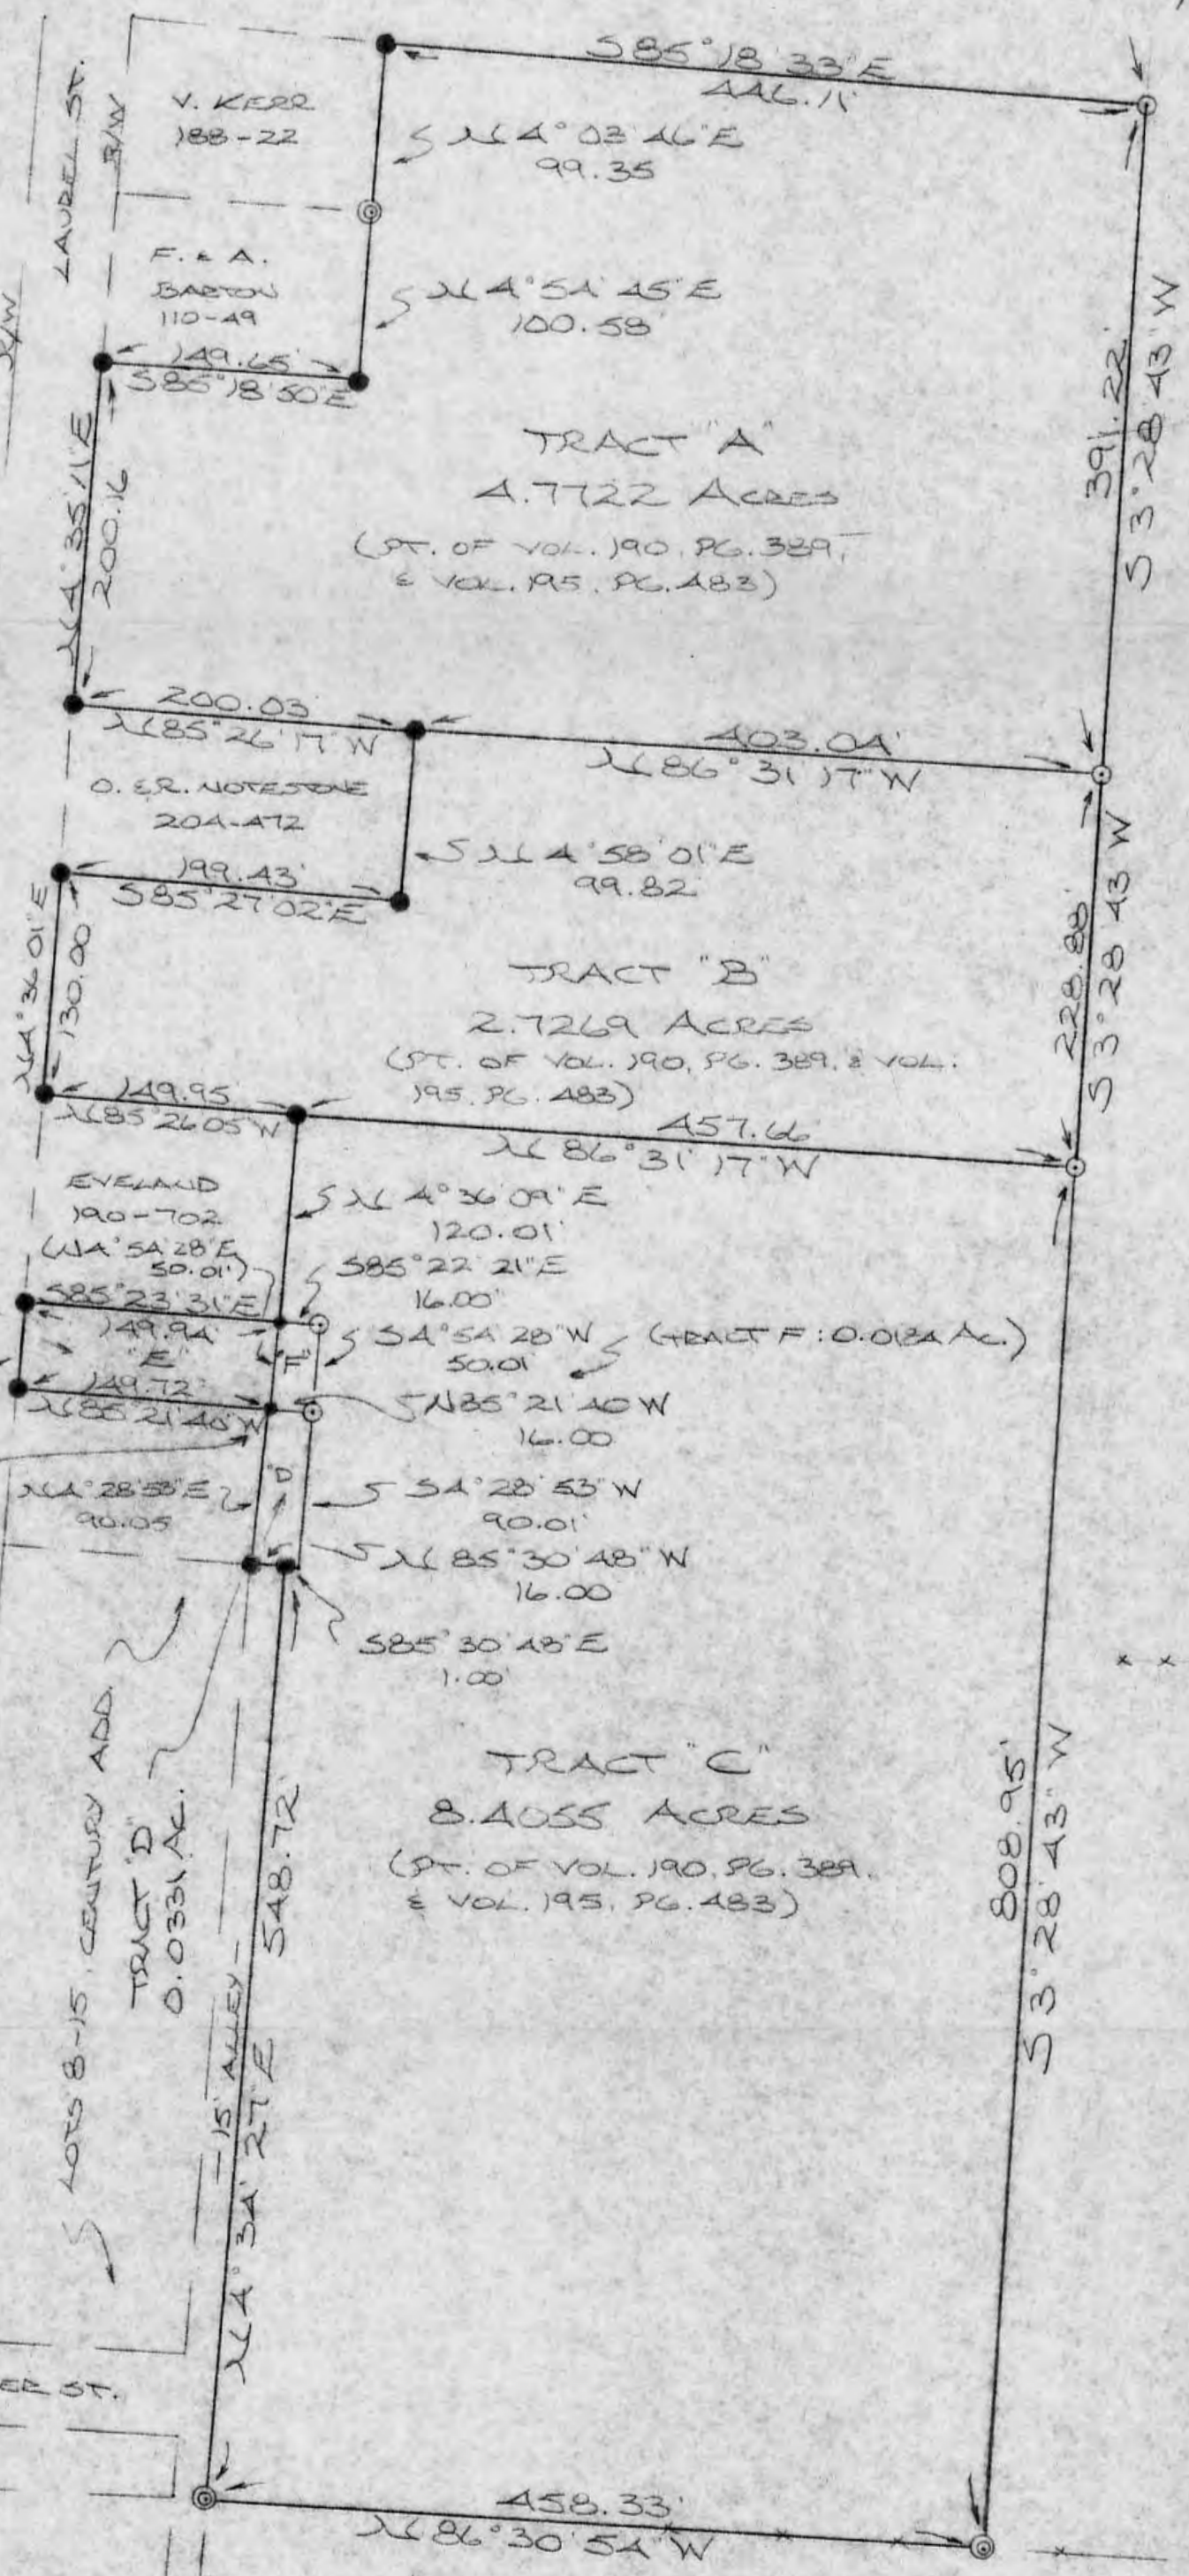 S85°18'33"E
446.11'
LAUREL ST.
R/W
R/W
V. KERR
188-22
N4°03'46"E
99.35
F. & A.
BARTON
110-49
N4°54'45"E
100.58'
149.65'
S85°18'50"E
N4°35'11"E
200.16
391.22'
S3°28'43"W
TRACT "A"
4.7722 ACRES
(PT. OF VOL. 190, PG. 389,
& VOL. 195, PG. 483)
200.03'
N85°26'17"W
403.04'
N86°31'17"W
O. & R. NOTESTONE
204-472
N4°58'01"E
99.82'
199.43'
S85°27'02"E
N4°36'01"E
130.00'
228.88'
S3°28'43"W
TRACT "B"
2.7269 ACRES
(PT. OF VOL. 190, PG. 389, & VOL.
195, PG. 483)
149.95
N85°26'05"W
457.66'
N86°31'17"W
EVELAND
190-702
(N4°54'28"E
50.01')
N4°36'09"E
120.01'
S85°22'21"E
16.00'
S85°23'31"E
149.94'
"E"
"F"
S4°54'28"W
50.01
(TRACT F: 0.0184 AC.)
149.72'
N85°21'40"W
N85°21'40"W
16.00
N4°28'53"E
90.05
"D"
S4°28'53"W
90.01'
N85°30'48"W
16.00
S85°30'48"E
1.00'
LOTS 8-15, CENTURY ADD.
TRACT "D"
0.0331 AC.
15' ALLEY
N4°34'27"E
548.72'
TRACT "C"
8.4055 ACRES
(PT. OF VOL. 190, PG. 389,
& VOL. 195, PG. 483)
808.95'
S3°28'43"W
ER ST.
458.33'
N86°30'54"W